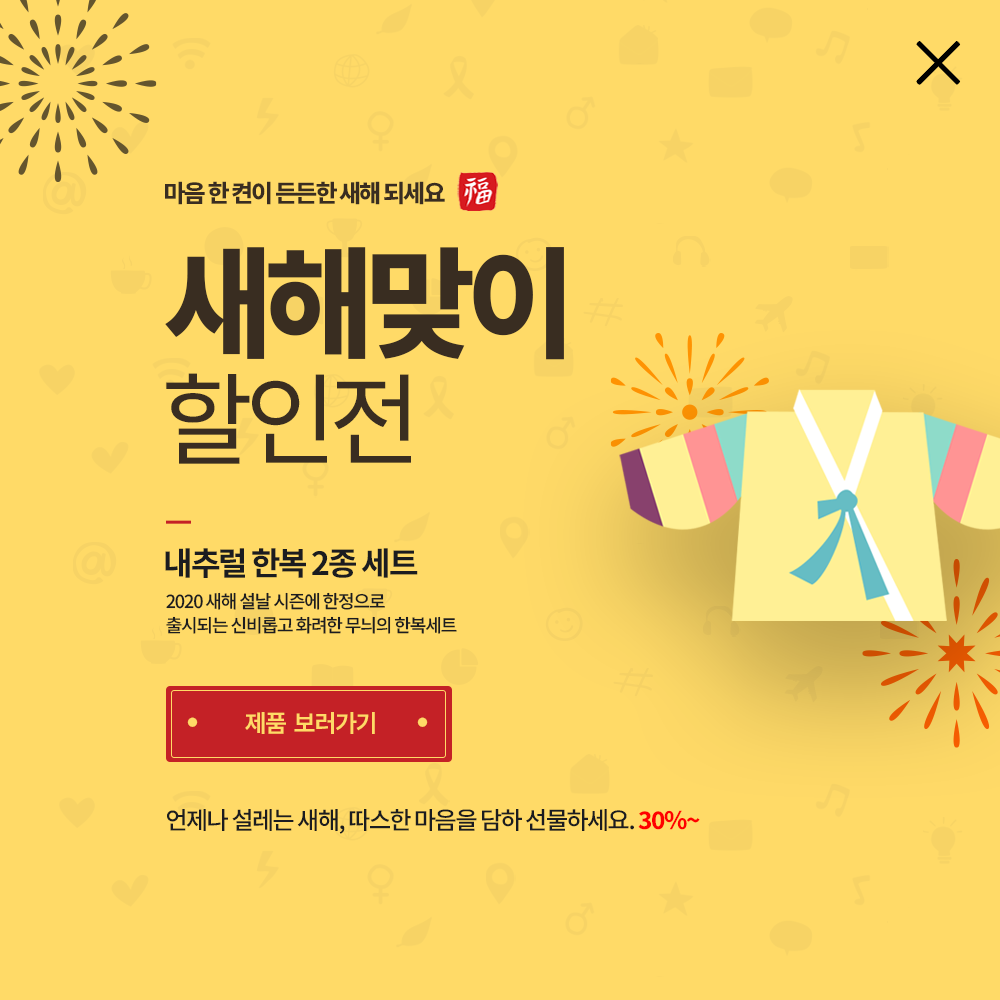 마음 한 켠이 든든한 새해 되세요 福
새해맞이
할인전
내추럴 한복 2종 세트
2020 새해 설날 시즌에 한정으로
출시되는 신비롭고 화려한 무늬의 한복세트
제품 보러가기
언제나 설레는 새해, 따스한 마음을 담하 선물하세요. 30%~